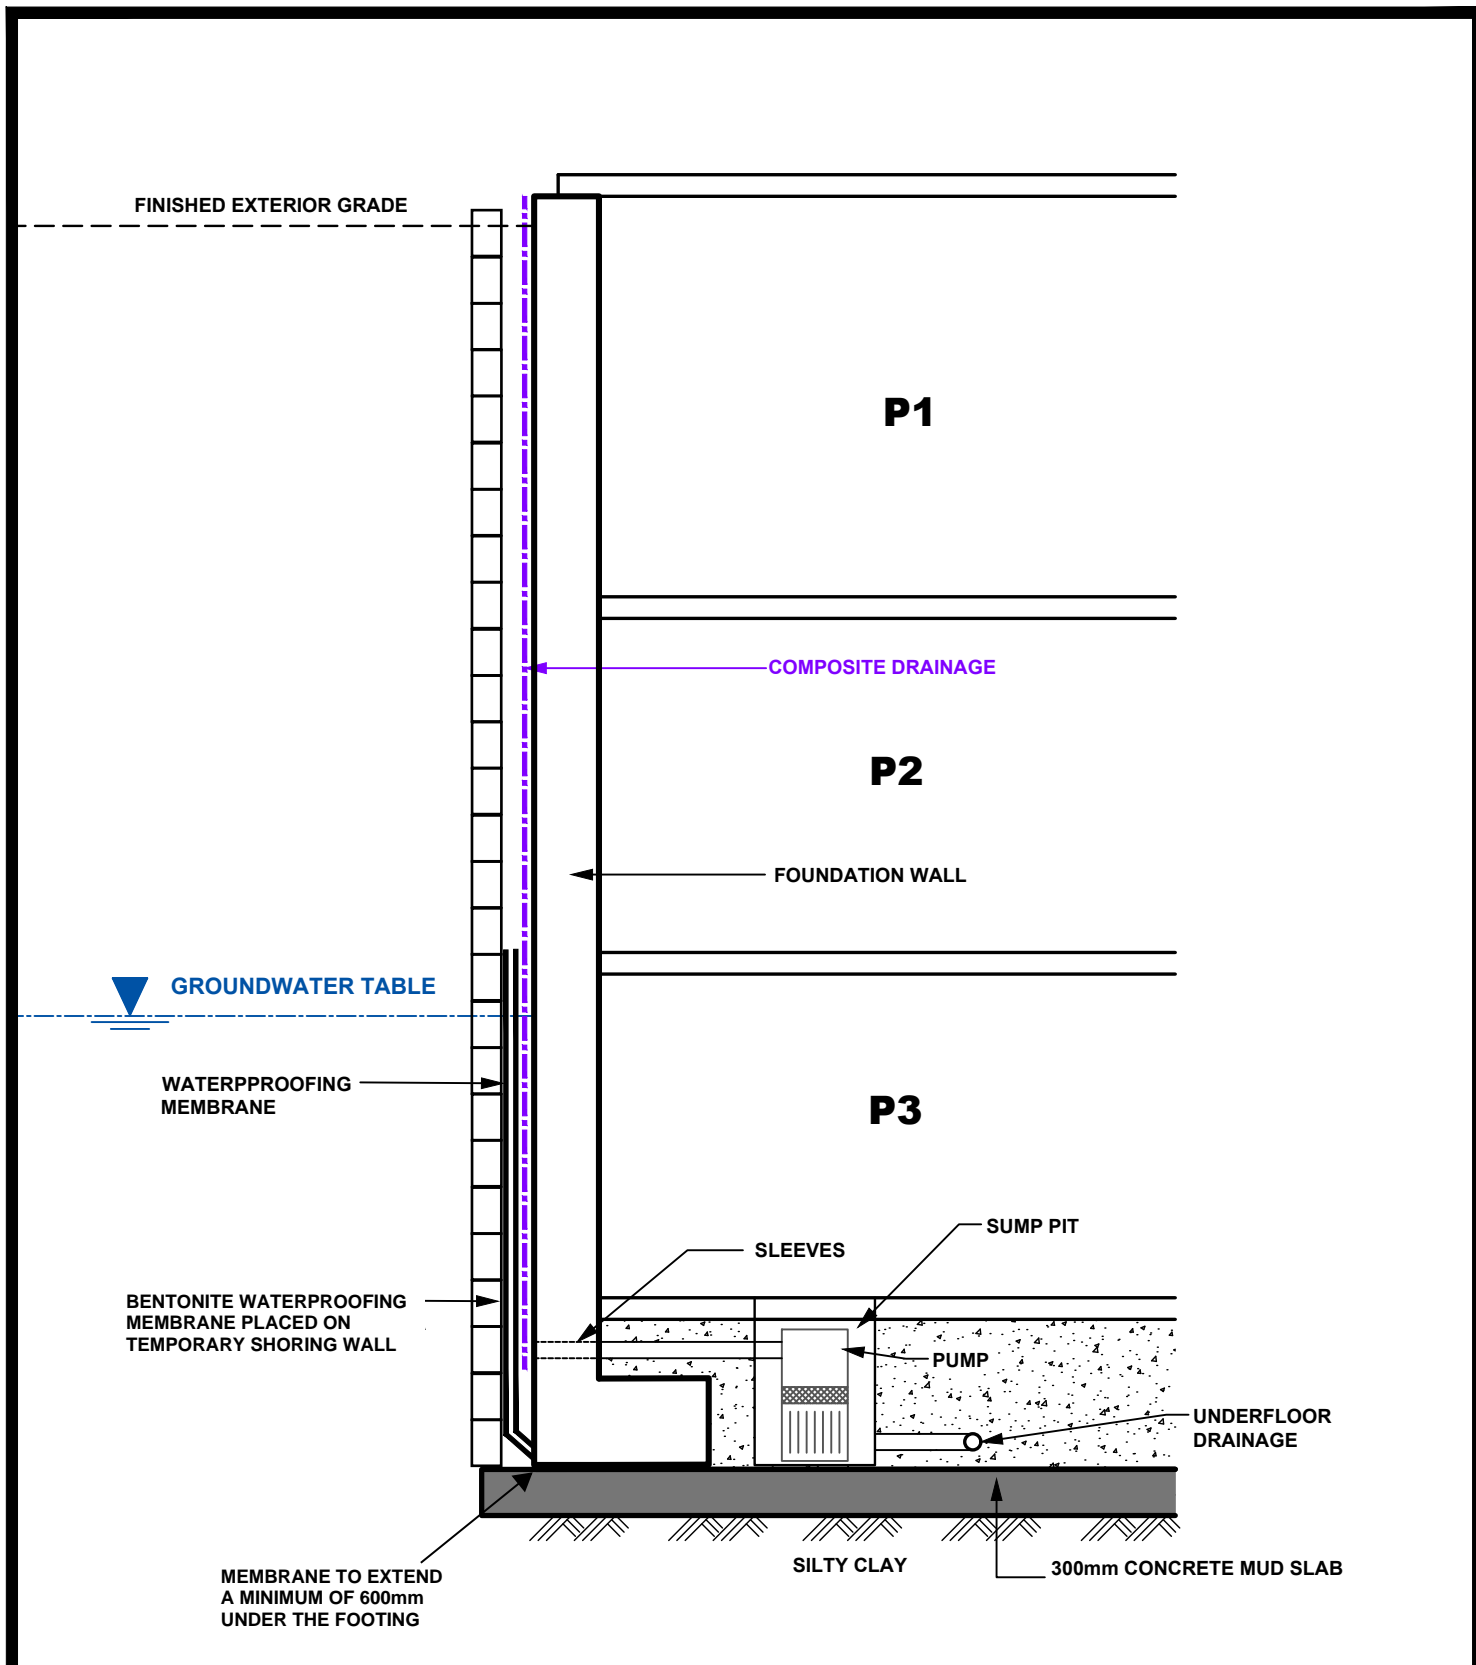 FINISHED EXTERIOR GRADE
P1
COMPOSITE DRAINAGE
P2
FOUNDATION WALL
GROUNDWATER TABLE
WATERPPROOFING
MEMBRANE
P3
SUMP PIT
SLEEVES
BENTONITE WATERPROOFING
MEMBRANE PLACED ON
TEMPORARY SHORING WALL
PUMP
UNDERFLOOR
DRAINAGE
SILTY CLAY
300mm CONCRETE MUD SLAB
MEMBRANE TO EXTEND
A MINIMUM OF 600mm
UNDER THE FOOTING